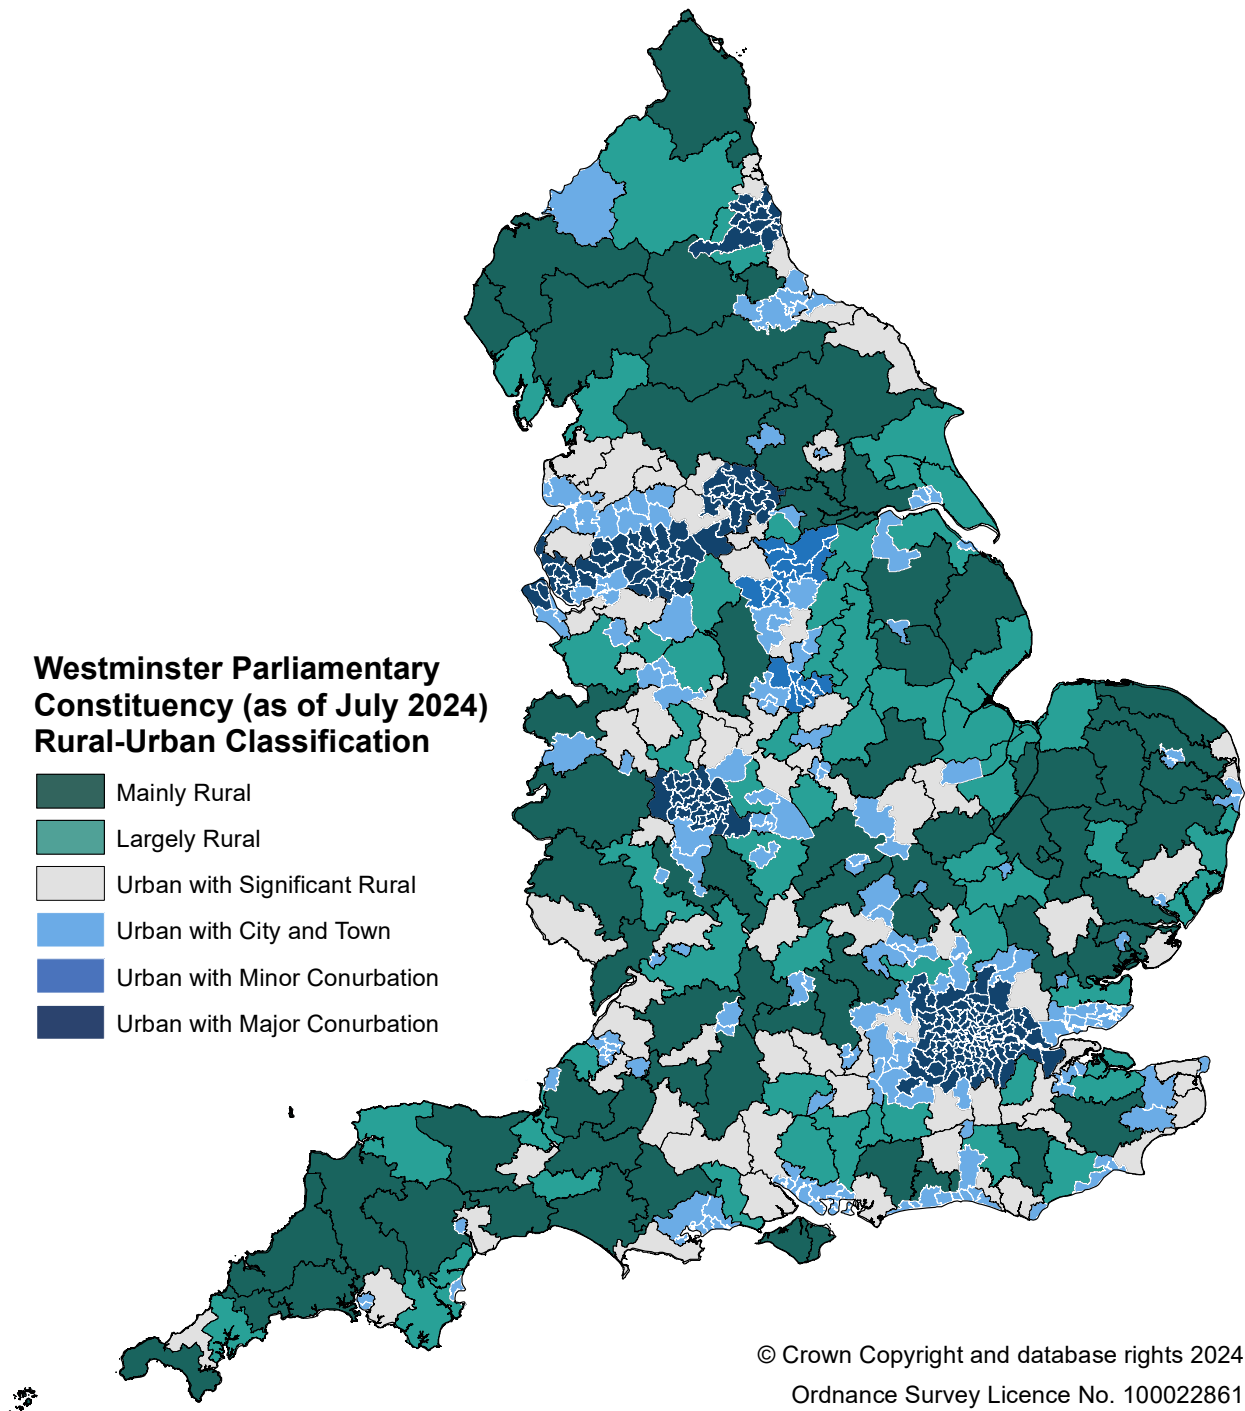 Westminster Parliamentary
Constituency (as of July 2024)
Rural-Urban Classification
Mainly Rural
Largely Rural
Urban with Significant Rural
Urban with City and Town
Urban with Minor Conurbation
Urban with Major Conurbation
© Crown Copyright and database rights 2024
Ordnance Survey Licence No. 100022861